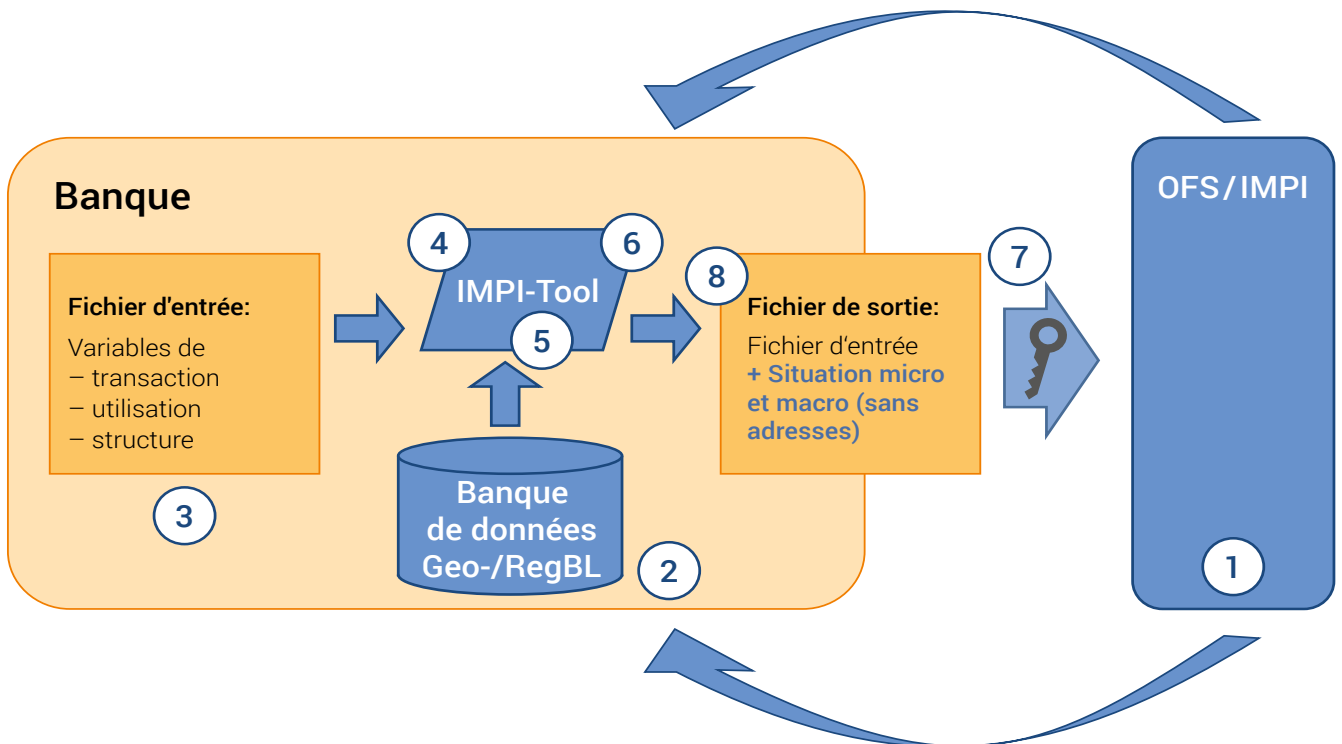 Banque
OFS/IMPI
4
6
7
8
IMPI-Tool
5
Fichier d'entrée:
Variables de
– transaction
– utilisation
– structure
3
Fichier de sortie:
Fichier d‘entrée
+ Situation micro
et macro (sans
adresses)
Banque
de données
Geo-/RegBL
2
1